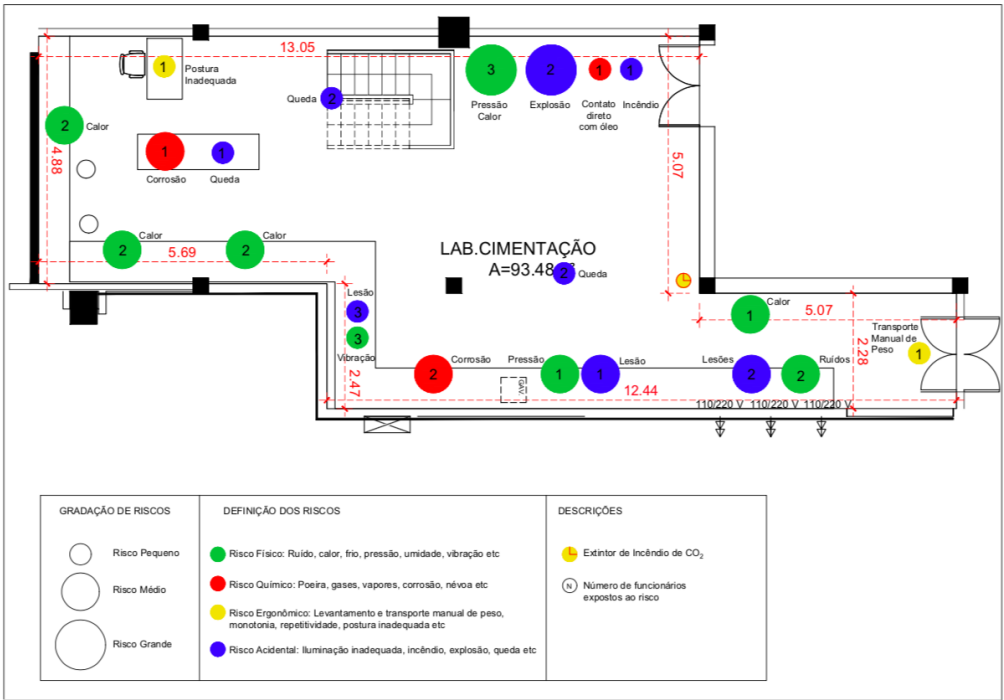 13.05
1
Postura
Inadequada
Queda
2
3
Pressão
Calor
2
Explosão
1
Contato
direto
com óleo
1
Incêndio
2
Calor
4.88
1
Corrosão
1
Queda
5.07
2
Calor
2
Calor
5.69
LAB.CIMENTAÇÃO
A=93.48
2
Queda
Lesão
3
3
Vibração
2.47
2
Corrosão
Pressão
1
1
Lesão
GAV.
12.44
Lesões
2
2
Ruídos
1
Calor
5.07
2.28
Transporte
Manual de
Peso
1
110/220 V
110/220 V
110/220 V
GRADAÇÃO DE RISCOS
Risco Pequeno
Risco Médio
Risco Grande
DEFINIÇÃO DOS RISCOS
Risco Físico: Ruído, calor, frio, pressão, umidade, vibração etc
Risco Químico: Poeira, gases, vapores, corrosão, névoa etc
Risco Ergonômico: Levantamento e transporte manual de peso,
monotonia, repetitividade, postura inadequada etc
Risco Acidental: Iluminação inadequada, incêndio, explosão, queda etc
DESCRIÇÕES
Extintor de Incêndio de CO₂
N
Número de funcionários
expostos ao risco